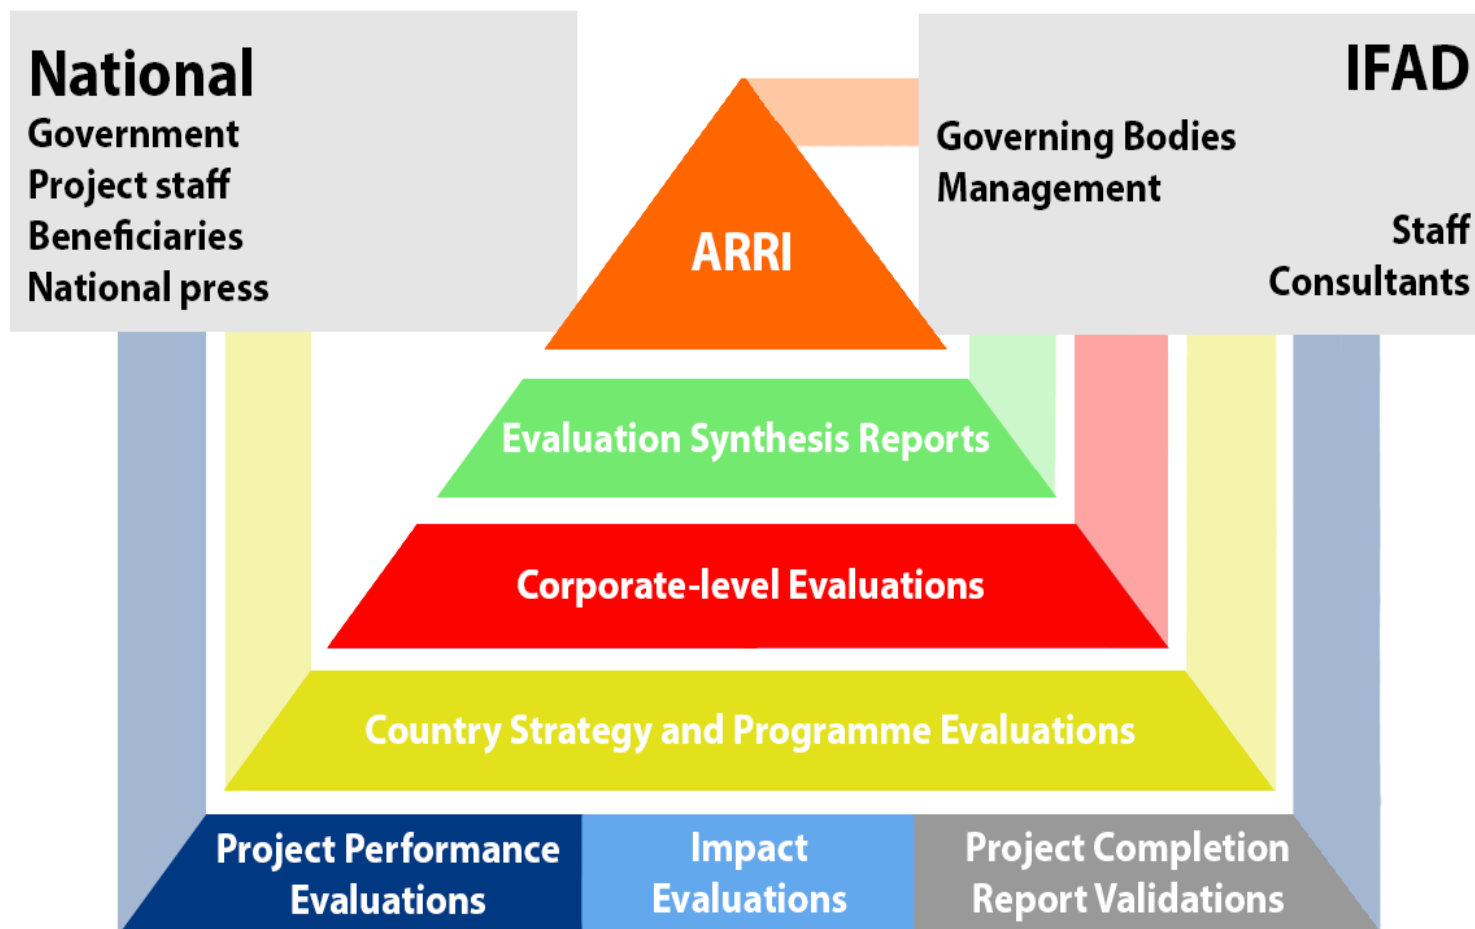 National
Government
Project staff
Beneficiaries
National press
IFAD
Governing Bodies
Management
Staff
Consultants
ARRI
Evaluation Synthesis Reports
Corporate-level Evaluations
Country Strategy and Programme Evaluations
Project Performance
Evaluations
Impact
Evaluations
Project Completion
Report Validations